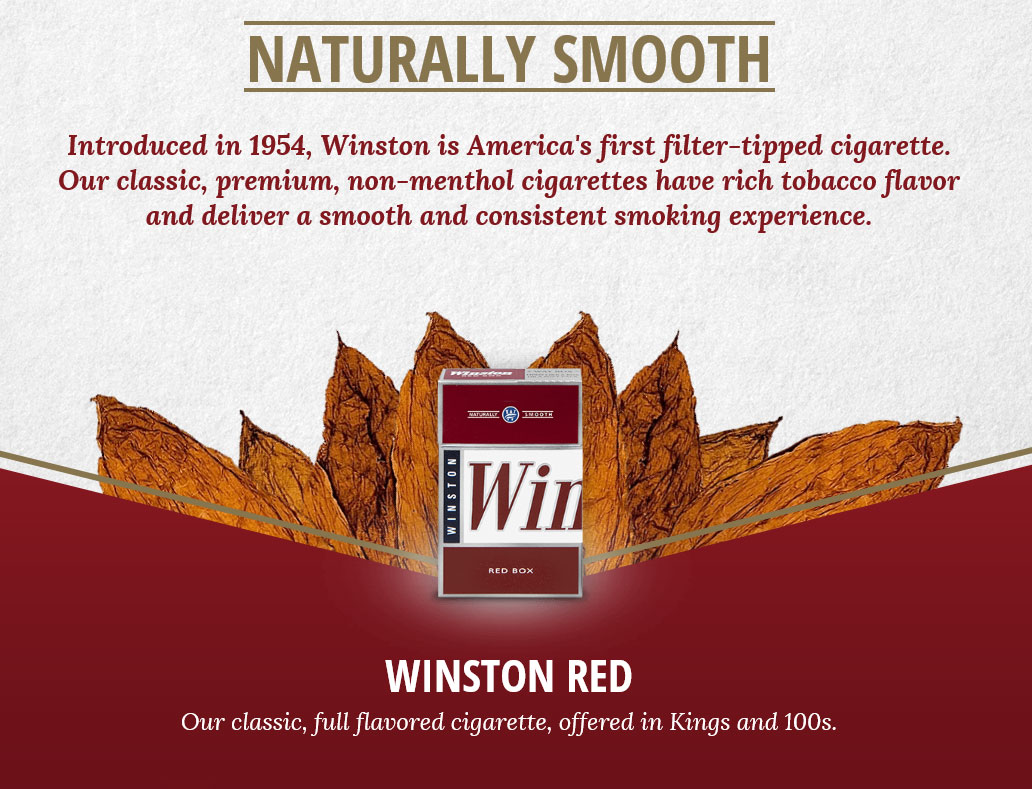 NATURALLY SMOOTH
Introduced in 1954, Winston is America's first filter-tipped cigarette.
Our classic, premium, non-menthol cigarettes have rich tobacco flavor
and deliver a smooth and consistent smoking experience.
Winston
NATURALLY SMOOTH
WINSTON
Win
RED BOX
WINSTON RED
Our classic, full flavored cigarette, offered in Kings and 100s.